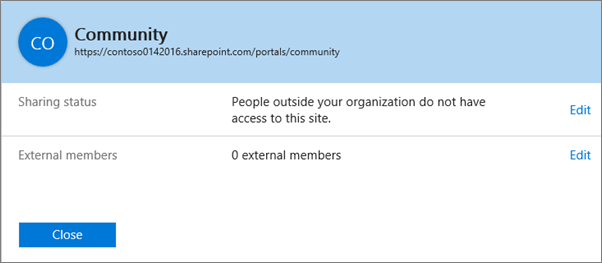 CO
Community
https://contoso0142016.sharepoint.com/portals/community
Sharing status
People outside your organization do not have
access to this site.
Edit
External members
0 external members
Edit
Close